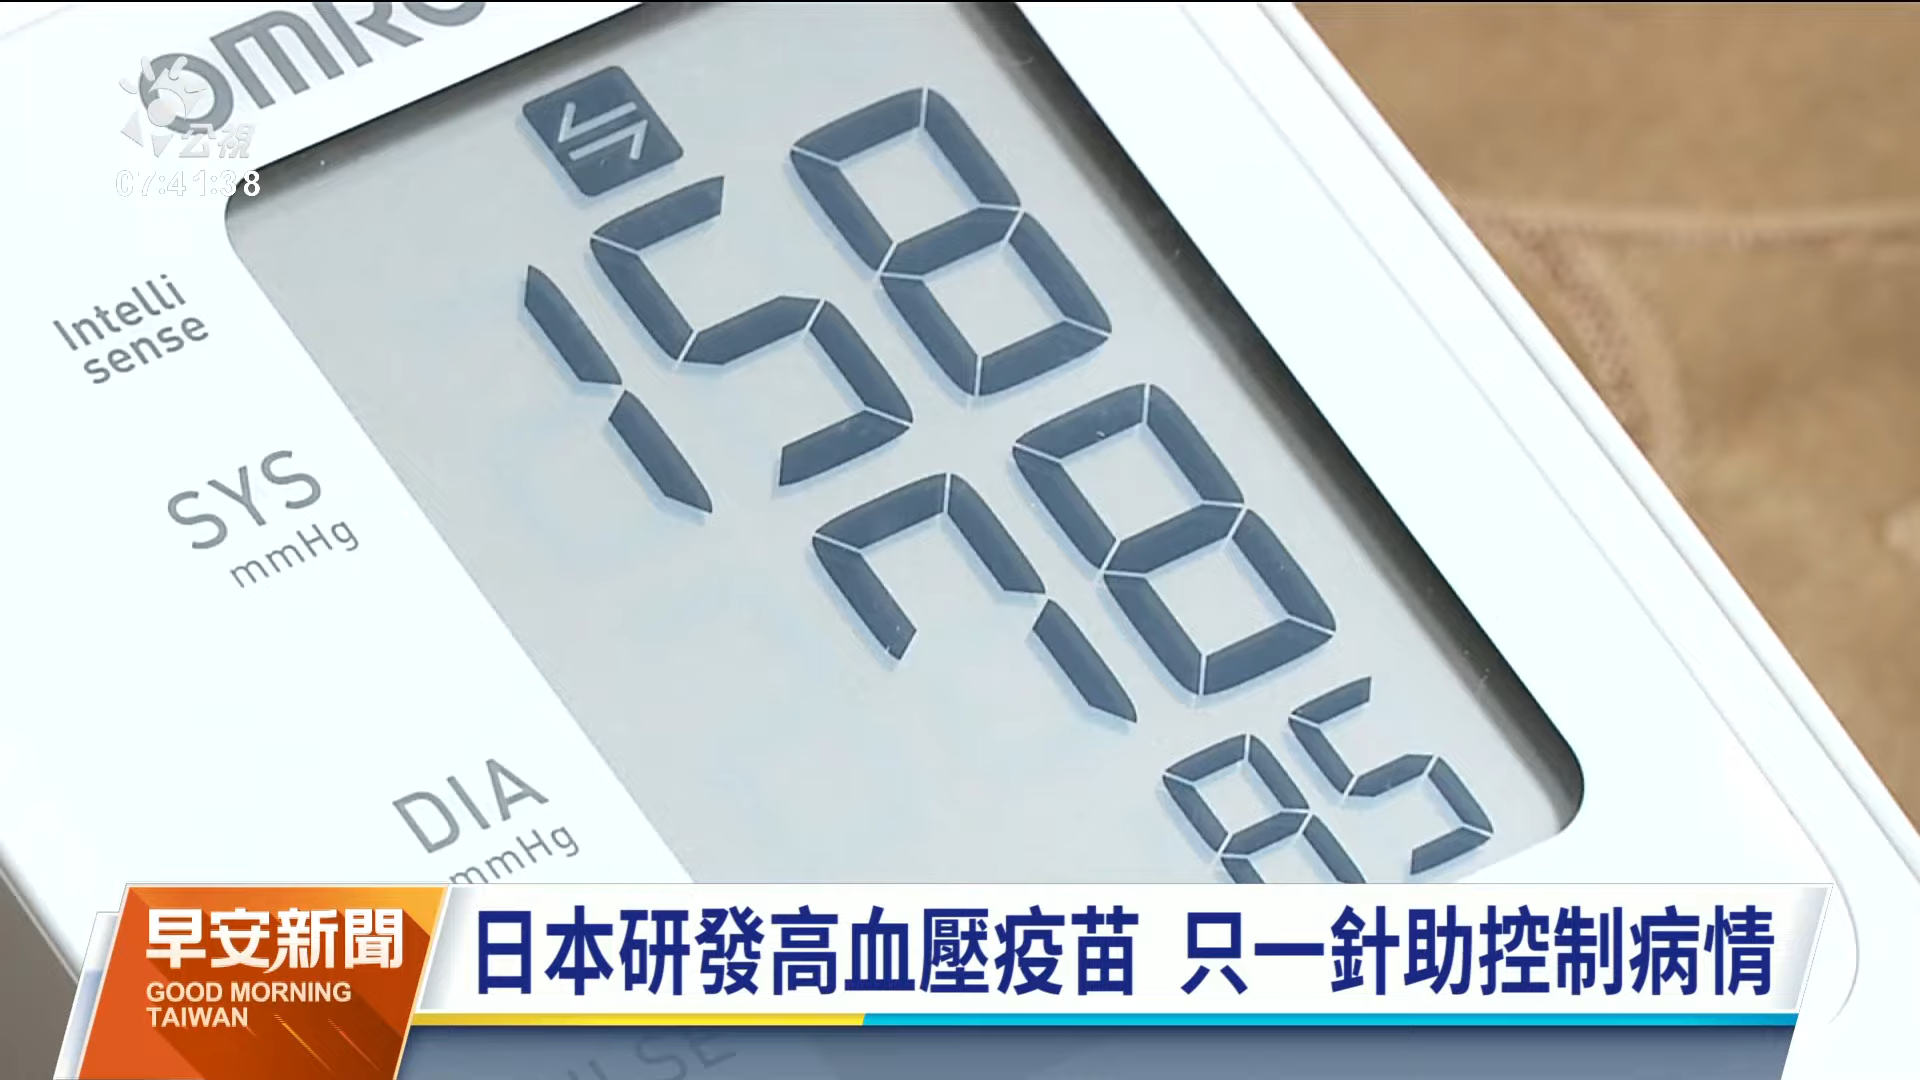 OMRO
公視
07:41:38
Intelli
sense
158
SYS
mmHg
78
DIA
mmHg
85
早安新聞
GOOD MORNING
TAIWAN
日本研發高血壓疫苗 只一針助控制病情